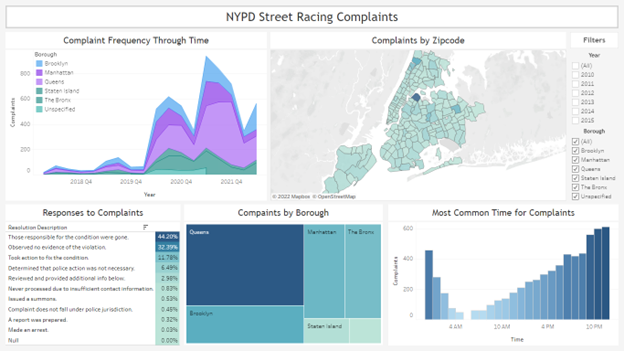 NYPD Street Racing Complaints
Complaint Frequency Through Time
Borough
Brooklyn
Manhattan
Queens
Staten Island
The Bronx
Unspecified
Complaints
800
600
400
200
0
2018 Q4
2019 Q4
2020 Q4
2021 Q4
Year
Complaints by Zipcode
© 2022 Mapbox © OpenStreetMap
Filters
Year
(All)
2010
2011
2012
2013
2014
2015
Borough
(All)
Brooklyn
Manhattan
Queens
Staten Island
The Bronx
Unspecified
Responses to Complaints
Resolution Description
Those responsible for the condition were gone. 44.20%
Observed no evidence of the violation. 32.39%
Took action to fix the condition. 11.78%
Determined that police action was not necessary. 6.49%
Reviewed and provided additional info below. 2.98%
Never processed due to insufficient contact information. 0.83%
Issued a summons. 0.53%
Complaint does not fall under police jurisdiction. 0.45%
A report was prepared. 0.32%
Made an arrest. 0.03%
Null 0.00%
Compaints by Borough
Queens
Manhattan
The Bronx
Brooklyn
Staten Island
Most Common Time for Complaints
Complaints
600
400
200
0
4 AM
10 AM
4 PM
10 PM
Time